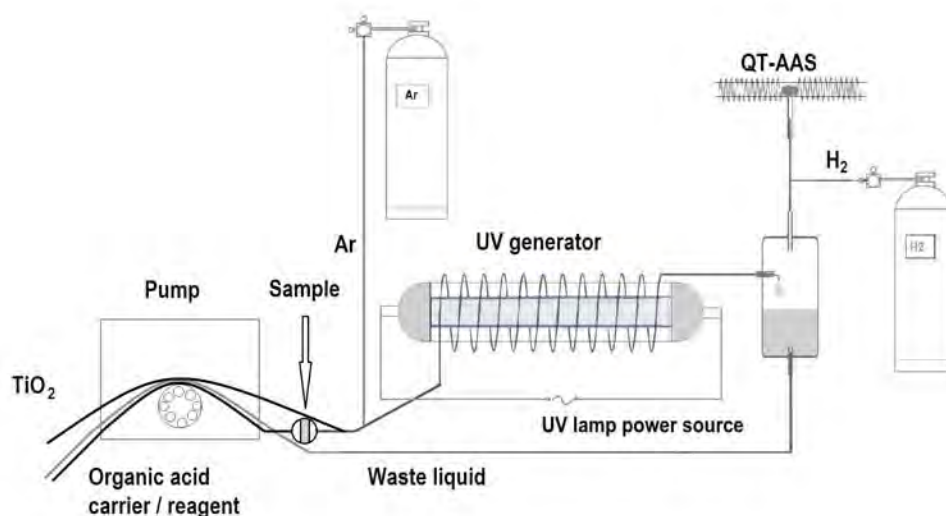 QT-AAS
Ar
H₂
Ar
UV generator
H2
Pump
Sample
TiO₂
UV lamp power source
Organic acid
carrier / reagent
Waste liquid